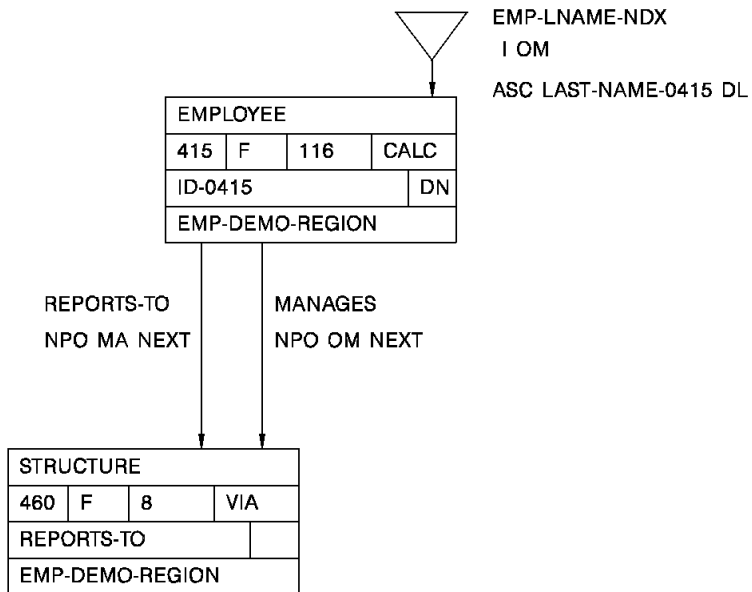 EMP-LNAME-NDX
I OM
ASC LAST-NAME-0415 DL
EMPLOYEE
415 F 116 CALC
ID-0415 DN
EMP-DEMO-REGION
REPORTS-TO
NPO MA NEXT
MANAGES
NPO OM NEXT
STRUCTURE
460 F 8 VIA
REPORTS-TO
EMP-DEMO-REGION